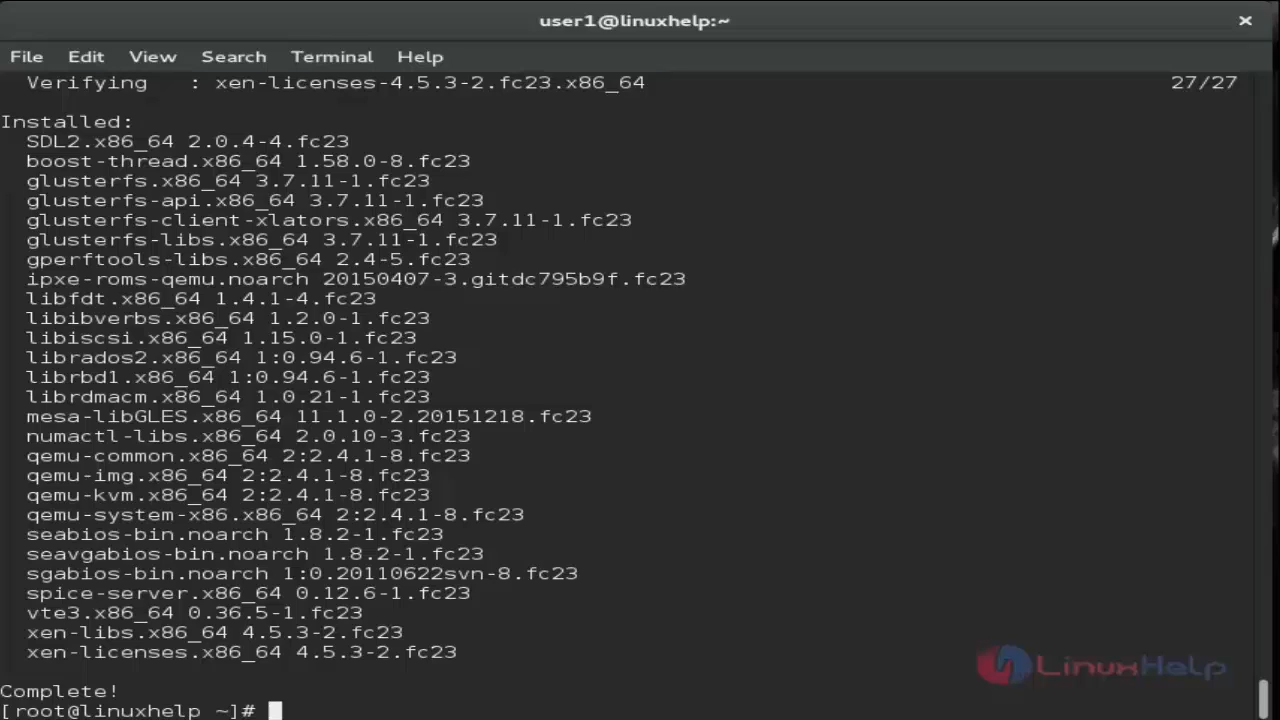 user1@linuxhelp:~ ×
File Edit View Search Terminal Help
Verifying : xen-licenses-4.5.3-2.fc23.x86_64 27/27
Installed:
SDL2.x86_64 2.0.4-4.fc23
boost-thread.x86_64 1.58.0-8.fc23
glusterfs.x86_64 3.7.11-1.fc23
glusterfs-api.x86_64 3.7.11-1.fc23
glusterfs-client-xlators.x86_64 3.7.11-1.fc23
glusterfs-libs.x86_64 3.7.11-1.fc23
gperftools-libs.x86_64 2.4-5.fc23
ipxe-roms-qemu.noarch 20150407-3.gitdc795b9f.fc23
libfdt.x86_64 1.4.1-4.fc23
libibverbs.x86_64 1.2.0-1.fc23
libiscsi.x86_64 1.15.0-1.fc23
librados2.x86_64 1:0.94.6-1.fc23
librbd1.x86_64 1:0.94.6-1.fc23
librdmacm.x86_64 1.0.21-1.fc23
mesa-libGLES.x86_64 11.1.0-2.20151218.fc23
numactl-libs.x86_64 2.0.10-3.fc23
qemu-common.x86_64 2:2.4.1-8.fc23
qemu-img.x86_64 2:2.4.1-8.fc23
qemu-kvm.x86_64 2:2.4.1-8.fc23
qemu-system-x86.x86_64 2:2.4.1-8.fc23
seabios-bin.noarch 1.8.2-1.fc23
seavgabios-bin.noarch 1.8.2-1.fc23
sgabios-bin.noarch 1:0.20110622svn-8.fc23
spice-server.x86_64 0.12.6-1.fc23
vte3.x86_64 0.36.5-1.fc23
xen-libs.x86_64 4.5.3-2.fc23
xen-licenses.x86_64 4.5.3-2.fc23
LinuxHelp
Complete!
[root@linuxhelp ~]#